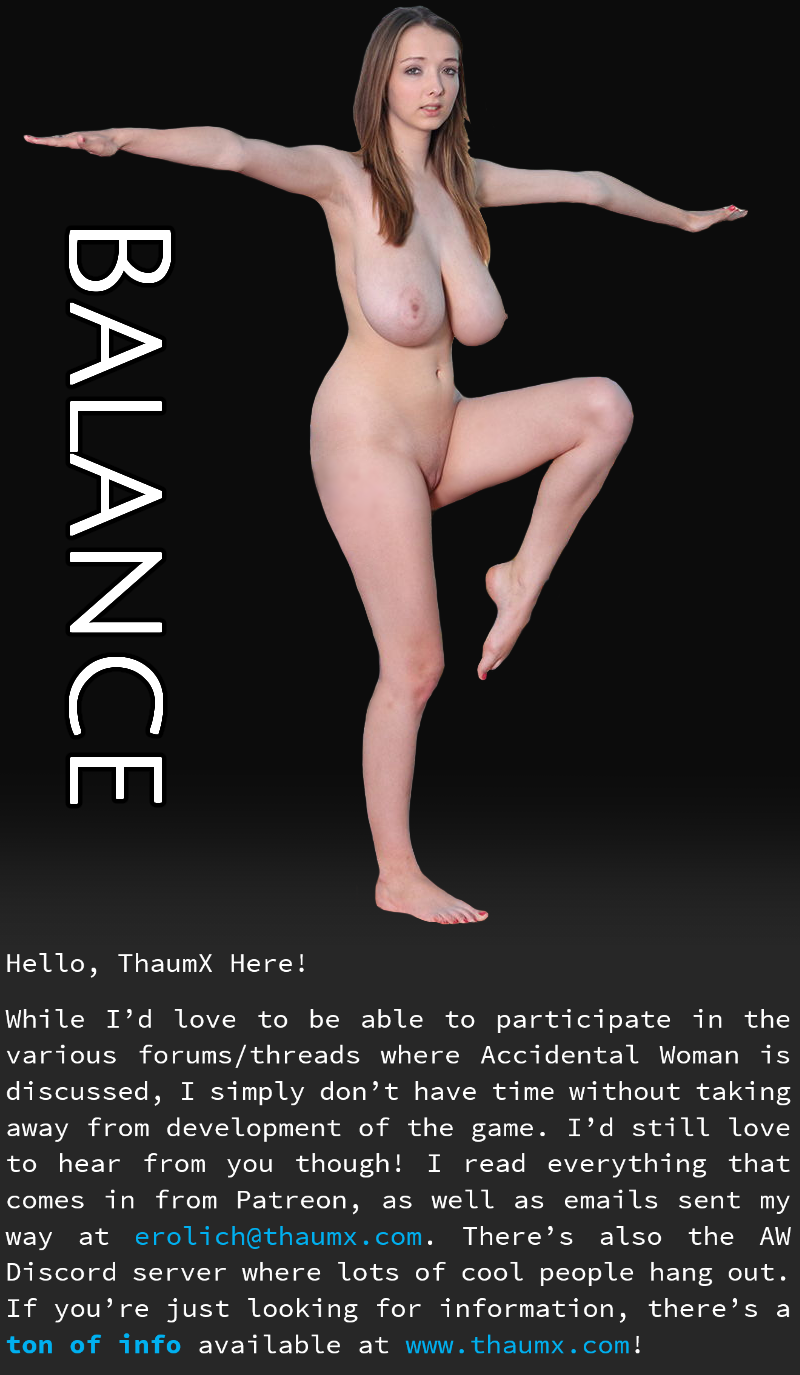 BALANCE
Hello, ThaumX Here!
While I’d love to be able to participate in the
various forums/threads where Accidental Woman is
discussed, I simply don’t have time without taking
away from development of the game. I’d still love
to hear from you though! I read everything that
comes in from Patreon, as well as emails sent my
way at erolich@thaumx.com. There’s also the AW
Discord server where lots of cool people hang out.
If you’re just looking for information, there’s a
ton of info available at www.thaumx.com!